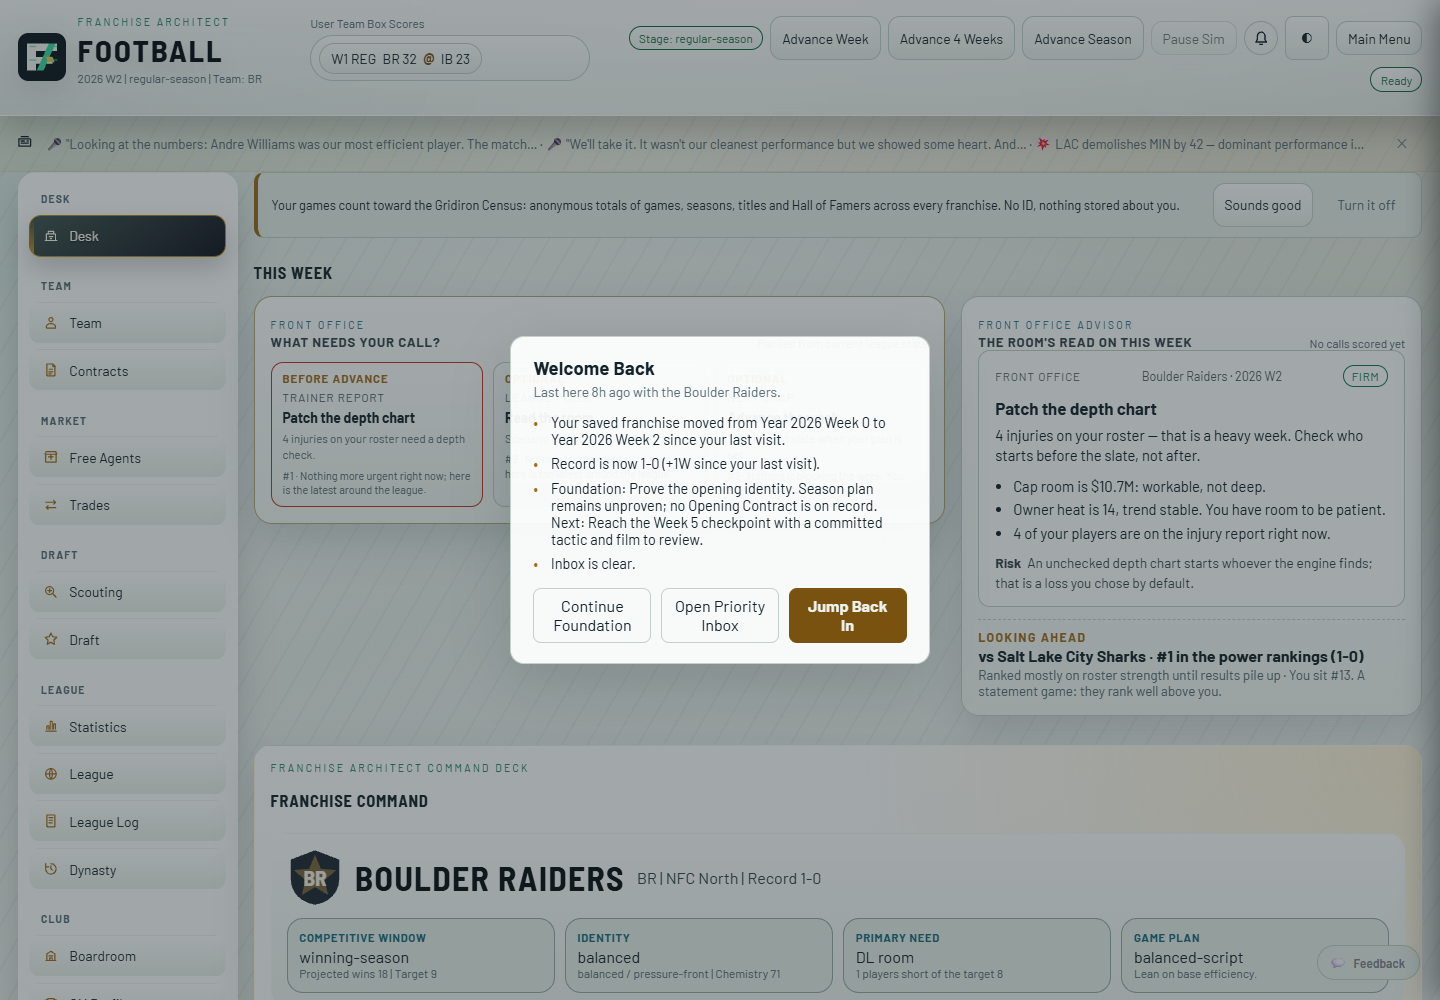 FRANCHISE ARCHITECT
FOOTBALL
2026 W2 | regular-season | Team: BR
User Team Box Scores
W1 REG BR 32 @ IB 23
Stage: regular-season
Advance Week
Advance 4 Weeks
Advance Season
Pause Sim
Main Menu
Ready
"Looking at the numbers: Andre Williams was our most efficient player. The match… · "We'll take it. It wasn't our cleanest performance but we showed some heart. And… · LAC demolishes MIN by 42 — dominant performance i…
DESK
Desk
TEAM
Team
Contracts
MARKET
Free Agents
Trades
DRAFT
Scouting
Draft
LEAGUE
Statistics
League
League Log
Dynasty
CLUB
Boardroom
Your games count toward the Gridiron Census: anonymous totals of games, seasons, titles and Hall of Famers across every franchise. No ID, nothing stored about you.
Sounds good
Turn it off
THIS WEEK
FRONT OFFICE
WHAT NEEDS YOUR CALL?
BEFORE ADVANCE
TRAINER REPORT
Patch the depth chart
4 injuries on your roster need a depth
check.
#1 · Nothing more urgent right now; here
is the latest around the league.
Welcome Back
Last here 8h ago with the Boulder Raiders.
• Your saved franchise moved from Year 2026 Week 0 to
Year 2026 Week 2 since your last visit.
• Record is now 1-0 (+1W since your last visit).
• Foundation: Prove the opening identity. Season plan
remains unproven; no Opening Contract is on record.
Next: Reach the Week 5 checkpoint with a committed
tactic and film to review.
• Inbox is clear.
Continue
Foundation
Open Priority
Inbox
Jump Back
In
FRONT OFFICE ADVISOR
THE ROOM'S READ ON THIS WEEK
No calls scored yet
FRONT OFFICE
Boulder Raiders · 2026 W2
FIRM
Patch the depth chart
4 injuries on your roster — that is a heavy week. Check who
starts before the slate, not after.
• Cap room is $10.7M: workable, not deep.
• Owner heat is 14, trend stable. You have room to be patient.
• 4 of your players are on the injury report right now.
Risk An unchecked depth chart starts whoever the engine finds;
that is a loss you chose by default.
LOOKING AHEAD
vs Salt Lake City Sharks · #1 in the power rankings (1-0)
Ranked mostly on roster strength until results pile up · You sit #13. A
statement game: they rank well above you.
FRANCHISE ARCHITECT COMMAND DECK
FRANCHISE COMMAND
BR
BOULDER RAIDERS
BR | NFC North | Record 1-0
COMPETITIVE WINDOW
winning-season
Projected wins 18 | Target 9
IDENTITY
balanced
balanced / pressure-front | Chemistry 71
PRIMARY NEED
DL room
1 players short of the target 8
GAME PLAN
balanced-script
Lean on base efficiency.
Feedback